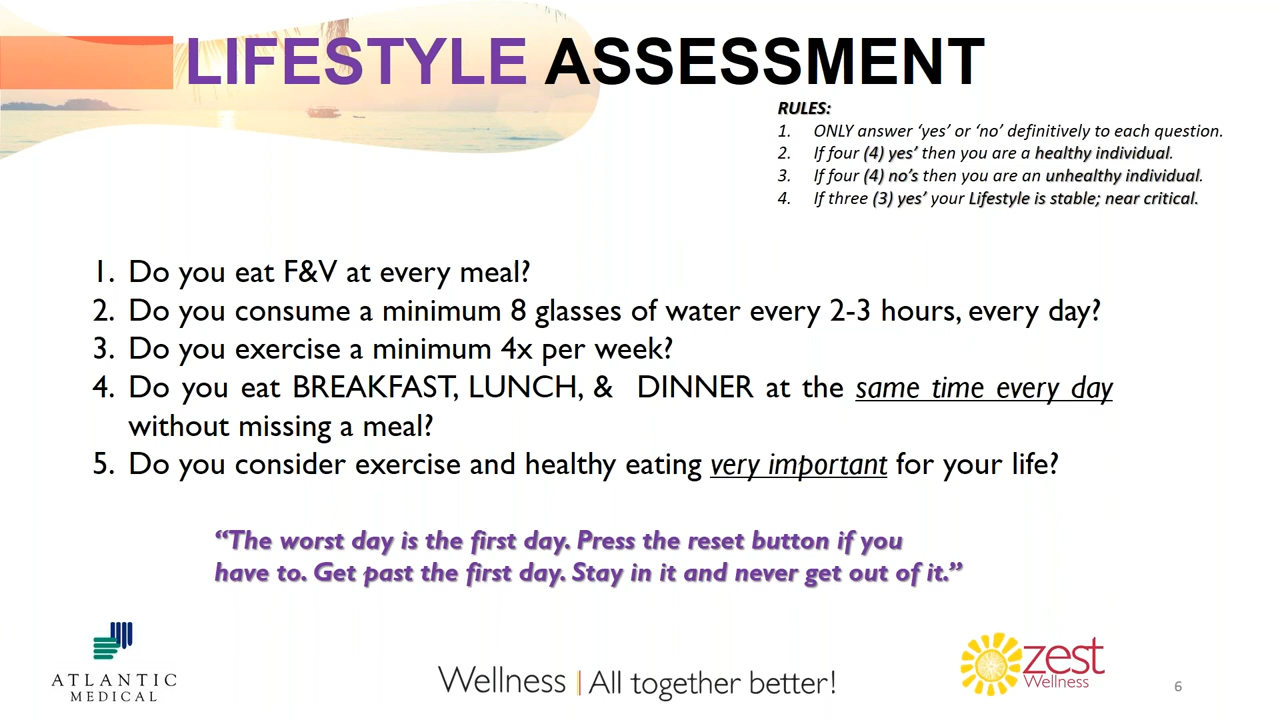 LIFESTYLE ASSESSMENT
RULES:
1. ONLY answer ‘yes’ or ‘no’ definitively to each question.
2. If four (4) yes’ then you are a healthy individual.
3. If four (4) no’s then you are an unhealthy individual.
4. If three (3) yes’ your Lifestyle is stable; near critical.
1. Do you eat F&V at every meal?
2. Do you consume a minimum 8 glasses of water every 2-3 hours, every day?
3. Do you exercise a minimum 4x per week?
4. Do you eat BREAKFAST, LUNCH, & DINNER at the same time every day
without missing a meal?
5. Do you consider exercise and healthy eating very important for your life?
“The worst day is the first day. Press the reset button if you
have to. Get past the first day. Stay in it and never get out of it.”
ATLANTIC
MEDICAL
Wellness | All together better!
zest
Wellness
6